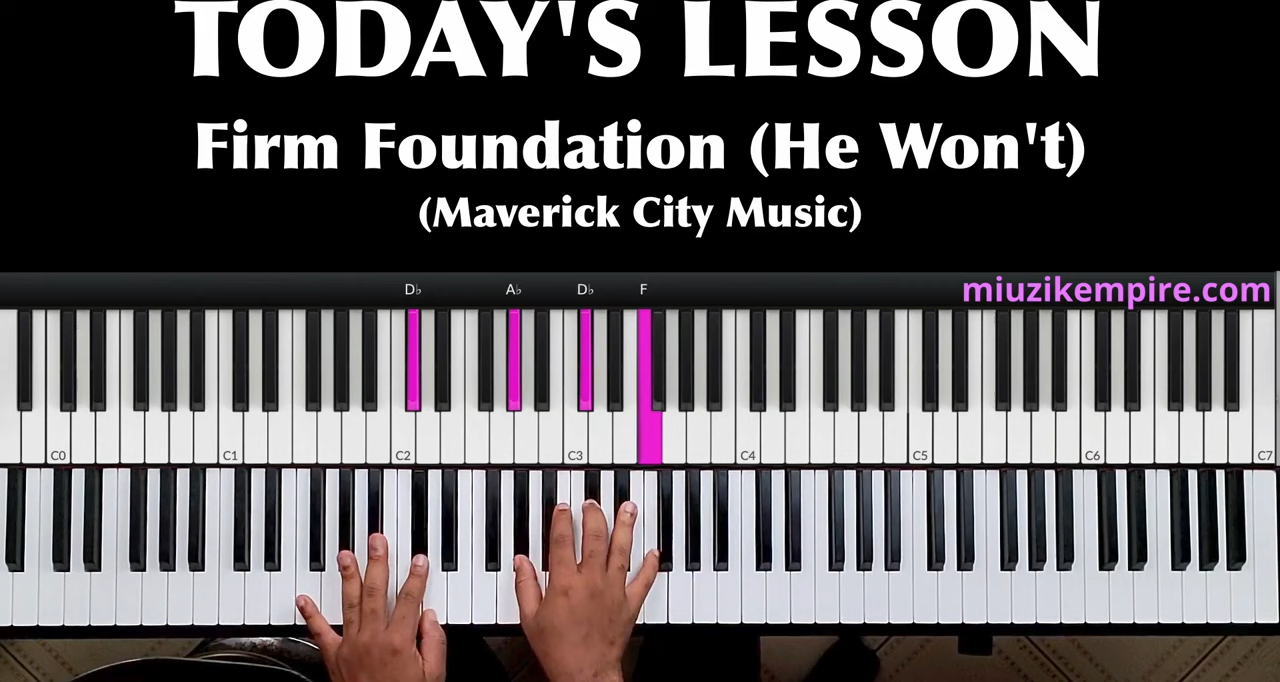 TODAY'S LESSON
Firm Foundation (He Won't)
(Maverick City Music)
D♭ A♭ D♭ F
miuzikempire.com
C0 C1 C2 C3 C4 C5 C6 C7